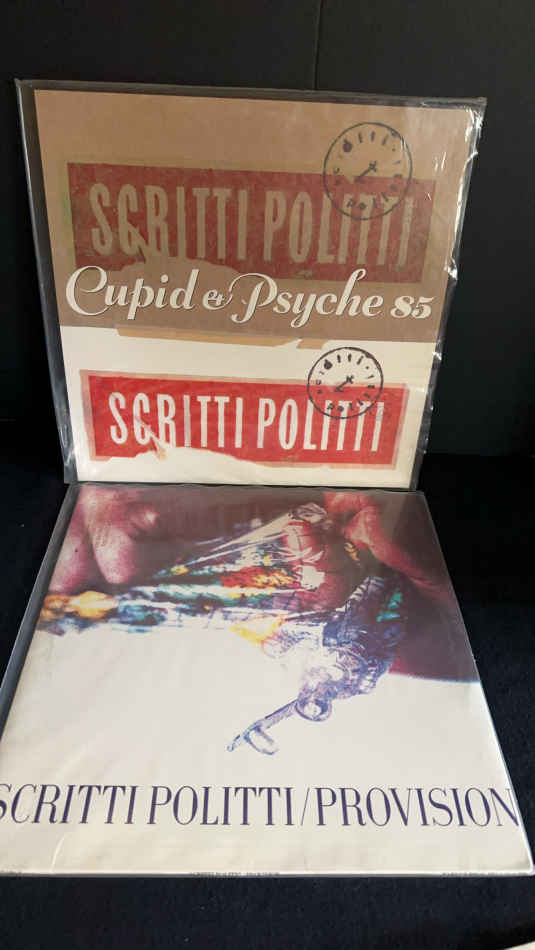 SCRITTI POLITTI
Cupid & Psyche 85
SCRITTI POLITTI
SCRITTI POLITTI/PROVISION